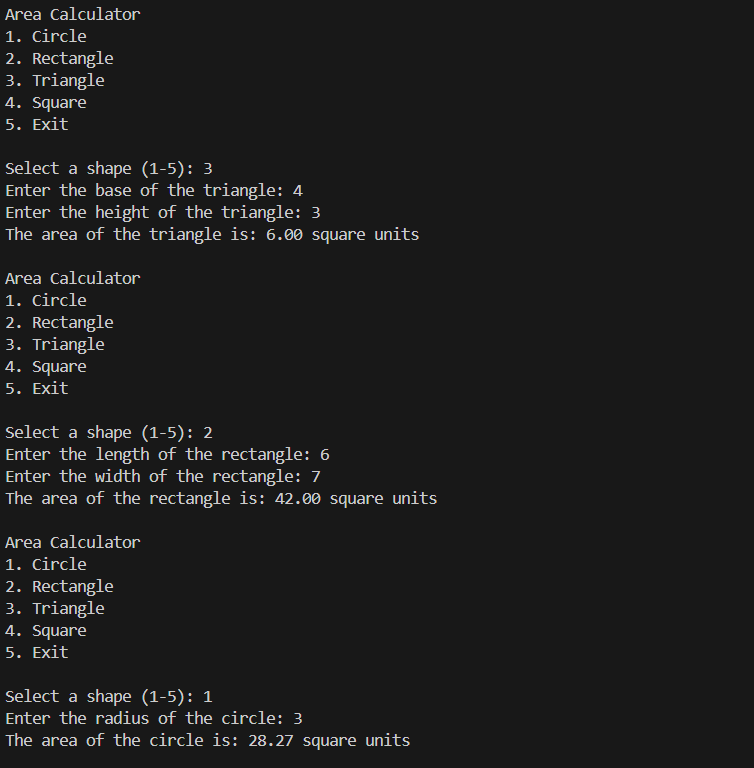 Area Calculator
1. Circle
2. Rectangle
3. Triangle
4. Square
5. Exit
Select a shape (1-5): 3
Enter the base of the triangle: 4
Enter the height of the triangle: 3
The area of the triangle is: 6.00 square units
Area Calculator
1. Circle
2. Rectangle
3. Triangle
4. Square
5. Exit
Select a shape (1-5): 2
Enter the length of the rectangle: 6
Enter the width of the rectangle: 7
The area of the rectangle is: 42.00 square units
Area Calculator
1. Circle
2. Rectangle
3. Triangle
4. Square
5. Exit
Select a shape (1-5): 1
Enter the radius of the circle: 3
The area of the circle is: 28.27 square units